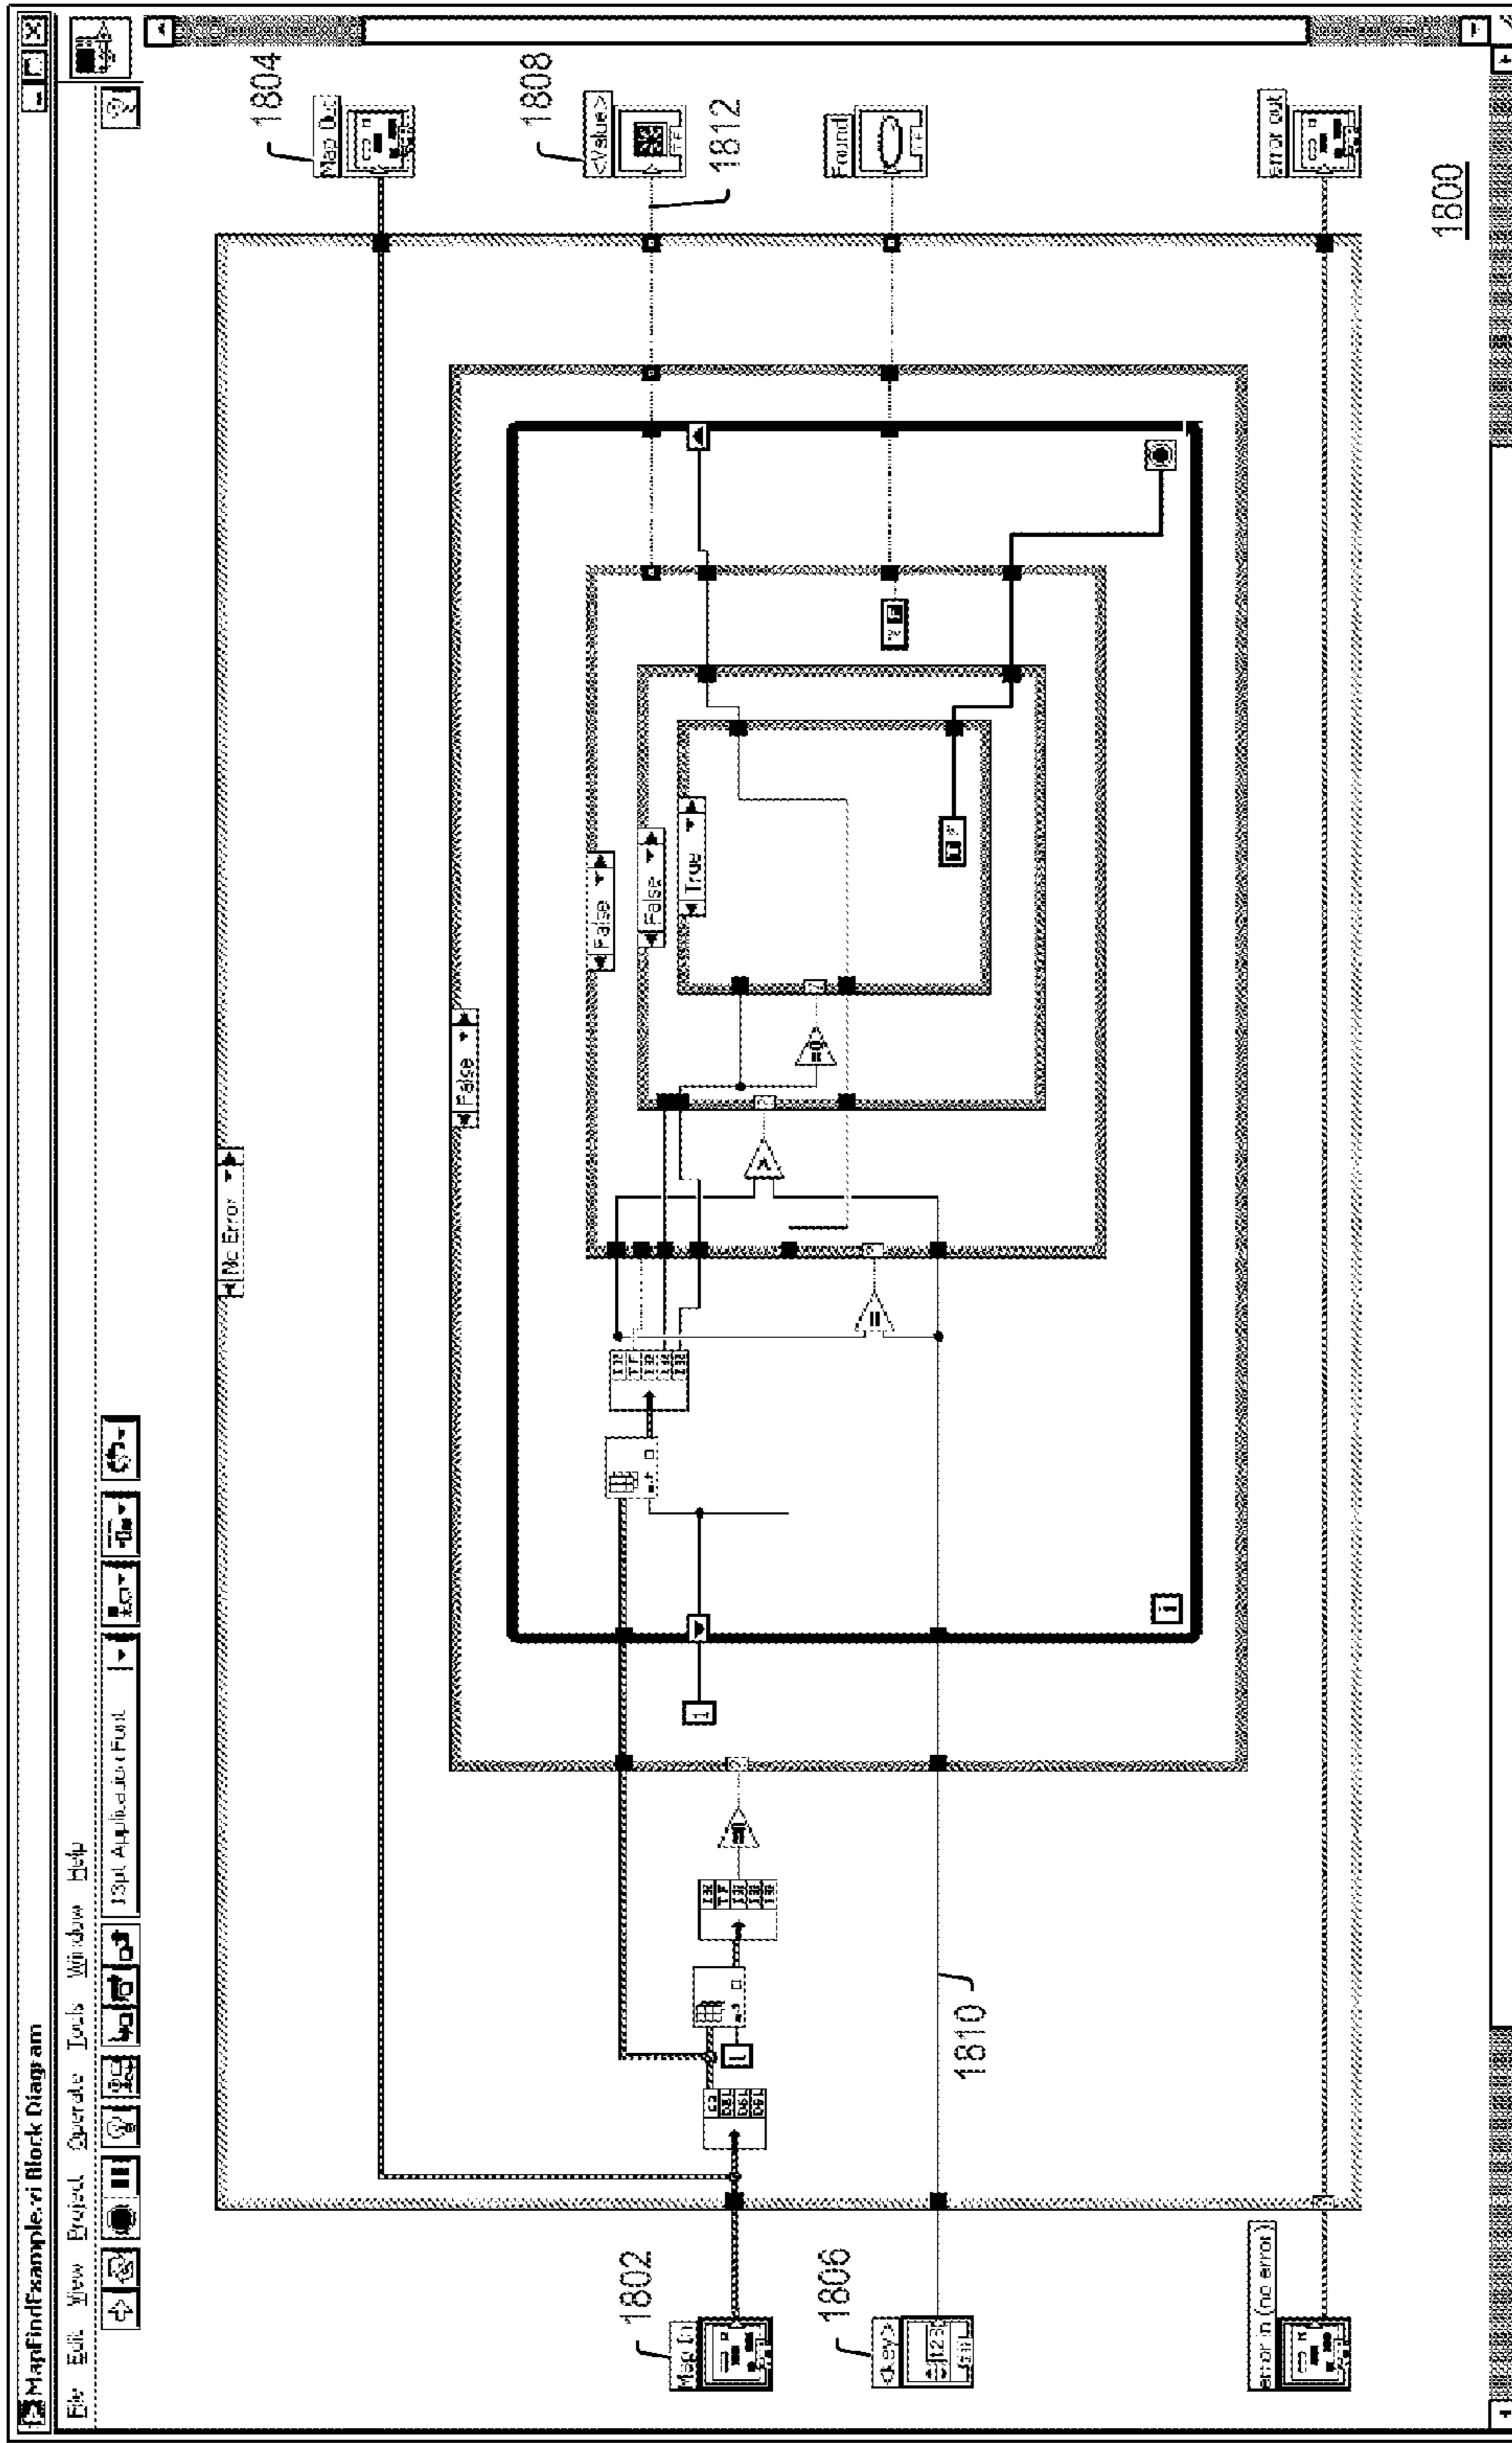 MapFindExample.vi Block Diagram
File Edit View Project Operate Tools Window Help
13pt Application Font
No Error
False
False
False
True
Map In
1802
<key>
1806
error in (no error)
1810
1
i
Map Out
1804
<Value>
1808
1812
Found
error out
1800